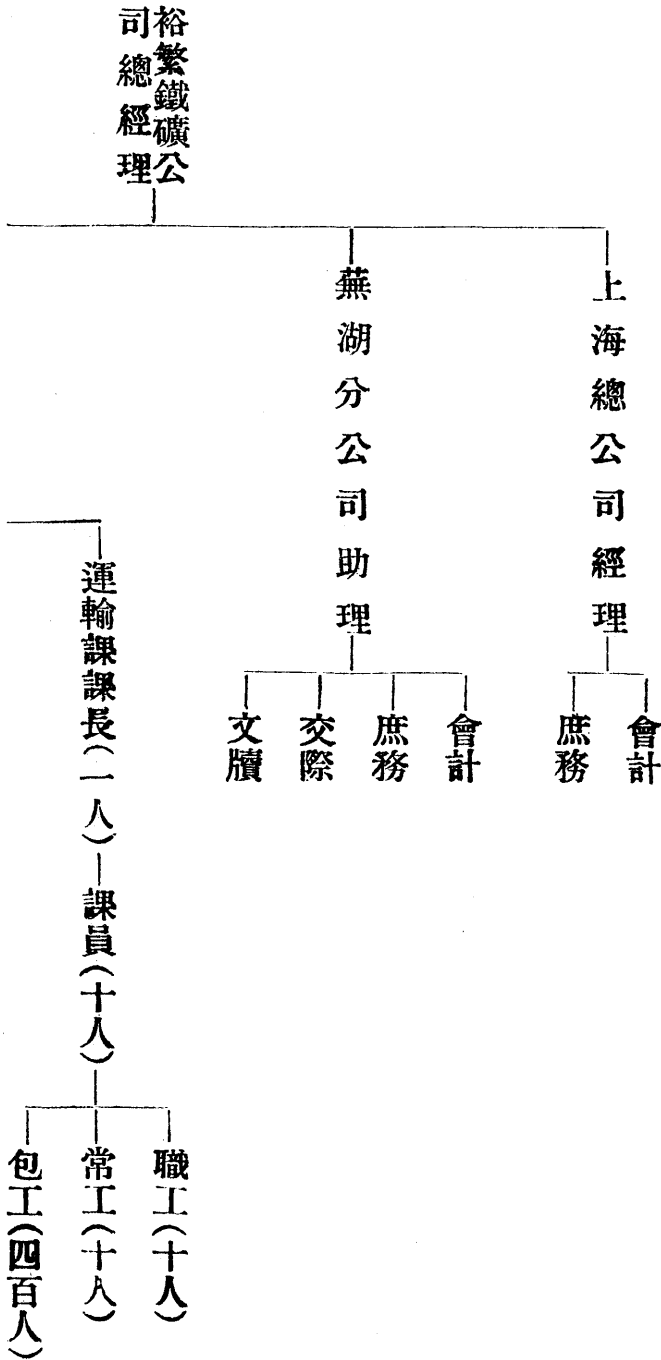 裕繁鐵礦公
司總經理
上海總公司經理
會計
庶務
蕪湖分公司助理
會計
庶務
交際
文牘
運輸課課長(一人)
課員(十人)
職工(十人)
常工(十人)
包工(四百人)